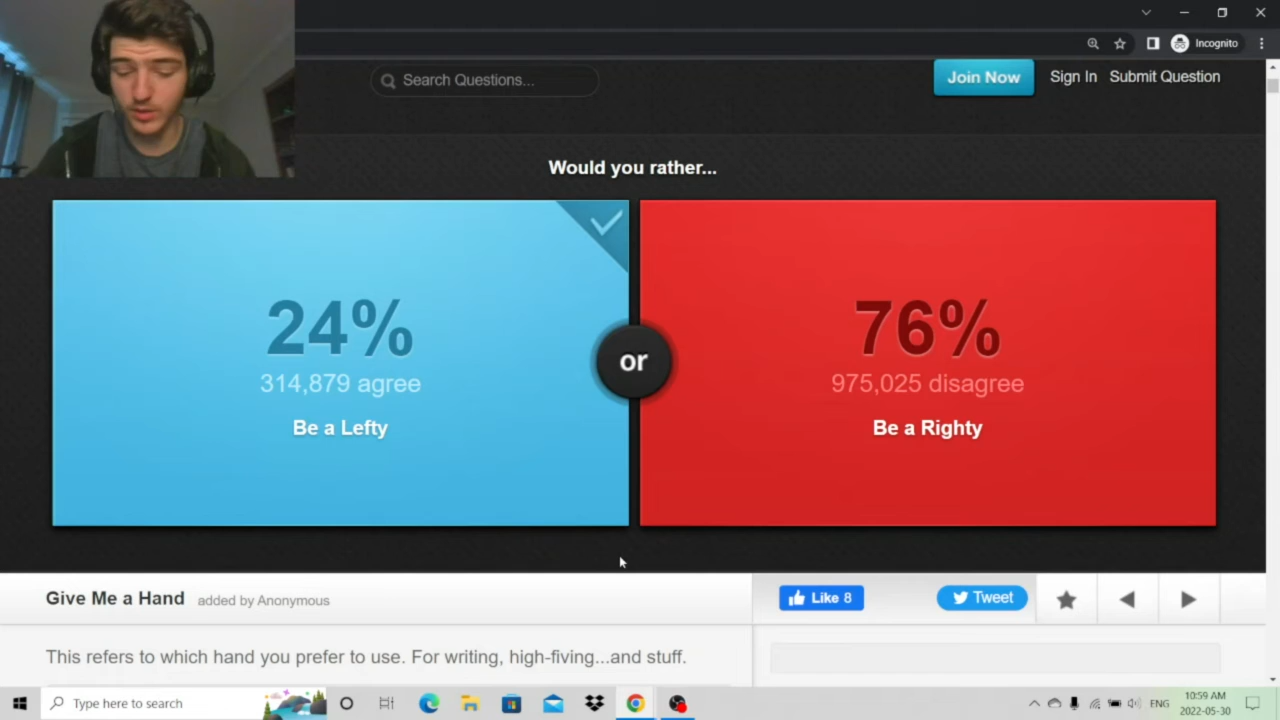 Incognito
Search Questions...
Join Now
Sign In
Submit Question
Would you rather...
24%
314,879 agree
Be a Lefty
or
76%
975,025 disagree
Be a Righty
Give Me a Hand
added by Anonymous
Like 8
Tweet
This refers to which hand you prefer to use. For writing, high-fiving...and stuff.
Type here to search
ENG
10:59 AM
2022-05-30